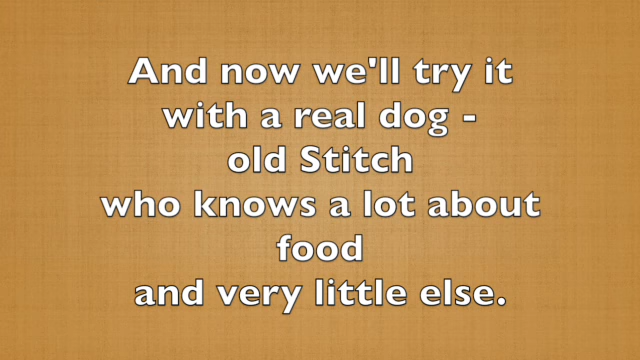 And now we'll try it
with a real dog -
old Stitch
who knows a lot about
food
and very little else.